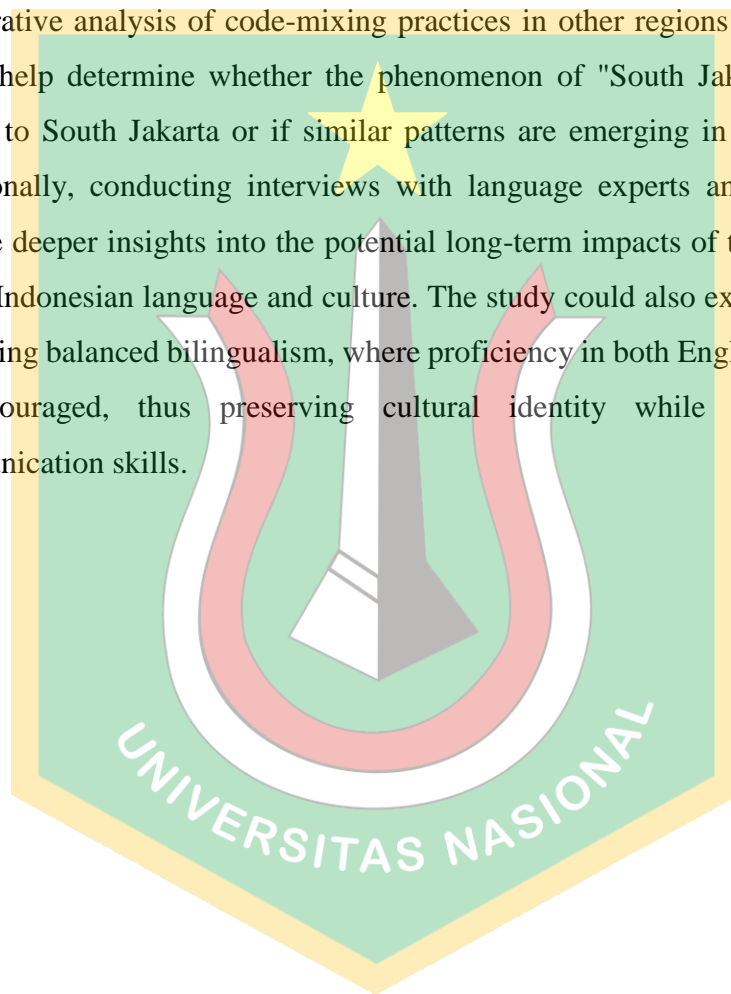 rative analysis of code-mixing practices in other regions
help determine whether the phenomenon of "South Jak
to South Jakarta or if similar patterns are emerging in
onally, conducting interviews with language experts an
e deeper insights into the potential long-term impacts of t
Indonesian language and culture. The study could also ex
ing balanced bilingualism, where proficiency in both Engl
ouraged, thus preserving cultural identity while
nication skills.
UNIVERSITAS NASIONAL